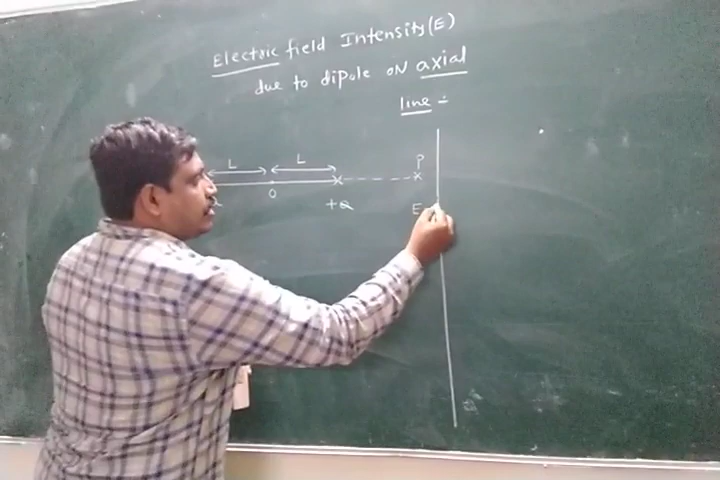 Electric field Intensity (E)
due to dipole on axial
line :-
L L P
O
+Q E